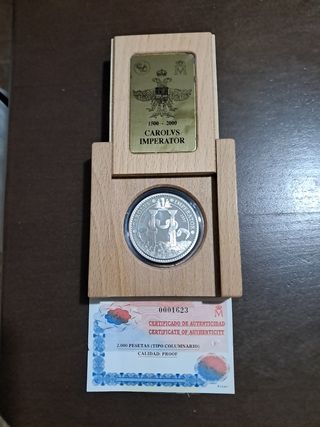 1500 - 2000
CAROLVS
IMPERATOR
0001623
CERTIFICADO DE AUTENTICIDAD
CERTIFICATE OF AUTHENTICITY
2.000 PESETAS (TIPO COLUMNARIO)
CALIDAD: PROOF